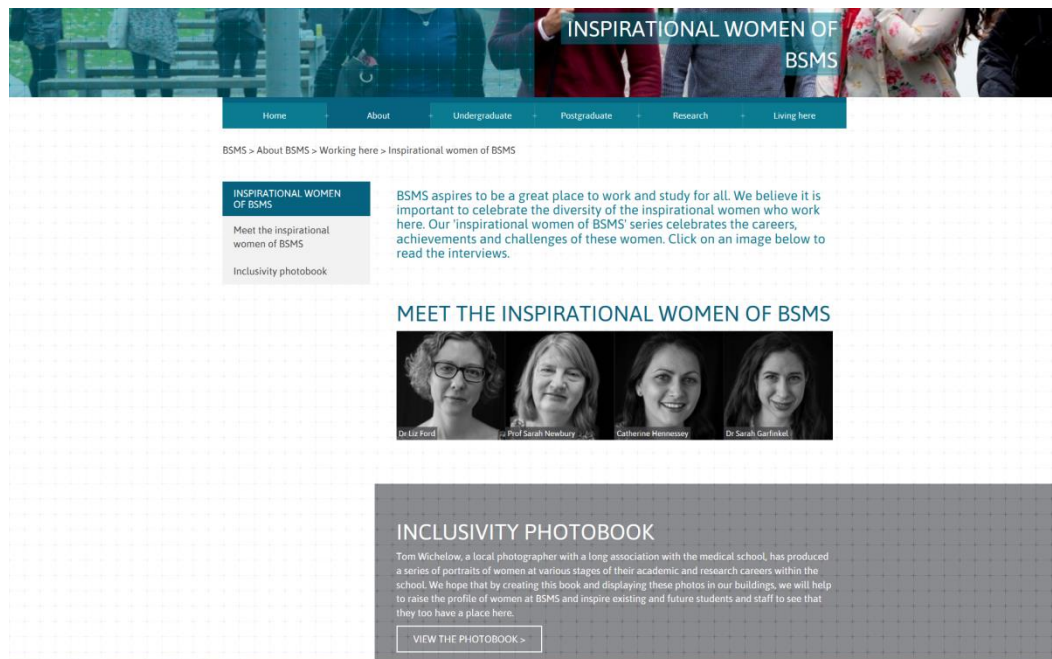 INSPIRATIONAL WOMEN OF
BSMS
Home
About
Undergraduate
Postgraduate
Research
Living here
BSMS > About BSMS > Working here > Inspirational women of BSMS
INSPIRATIONAL WOMEN
OF BSMS
Meet the inspirational
women of BSMS
Inclusivity photobook
BSMS aspires to be a great place to work and study for all. We believe it is
important to celebrate the diversity of the inspirational women who work
here. Our 'inspirational women of BSMS' series celebrates the careers,
achievements and challenges of these women. Click on an image below to
read the interviews.
MEET THE INSPIRATIONAL WOMEN OF BSMS
Dr Liz Ford
Prof Sarah Newbury
Catherine Hennessey
Dr Sarah Garfinkel
INCLUSIVITY PHOTOBOOK
Tom Wichelow, a local photographer with a long association with the medical school, has produced
a series of portraits of women at various stages of their academic and research careers within the
school. We hope that by creating this book and displaying these photos in our buildings, we will help
to raise the profile of women at BSMS and inspire existing and future students and staff to see that
they too have a place here.
VIEW THE PHOTOBOOK >